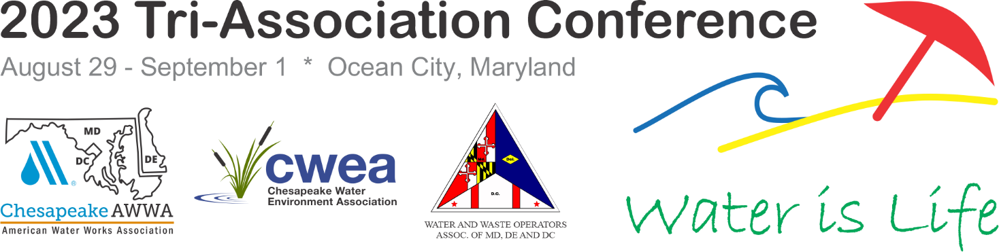 2023 Tri-Association Conference
August 29 - September 1 * Ocean City, Maryland
MD
DC
DE
®
Chesapeake AWWA
American Water Works Association
cwea
Chesapeake Water
Environment Association
Md.
Del.
D.C.
WATER AND WASTE OPERATORS
ASSOC. OF MD, DE AND DC
Water is Life